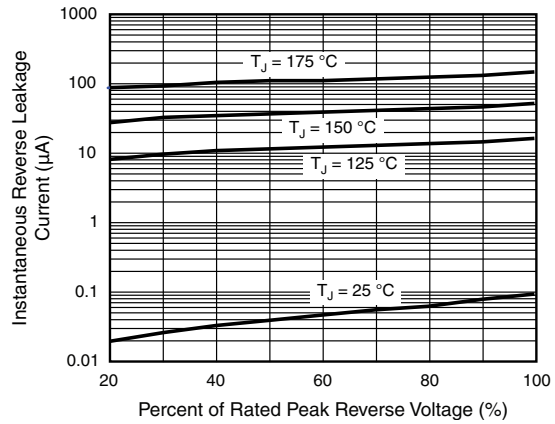 Instantaneous Reverse Leakage
Current (μA)
1000
100
10
1
0.1
0.01
T_J = 175 °C
T_J = 150 °C
T_J = 125 °C
T_J = 25 °C
20
40
60
80
100
Percent of Rated Peak Reverse Voltage (%)